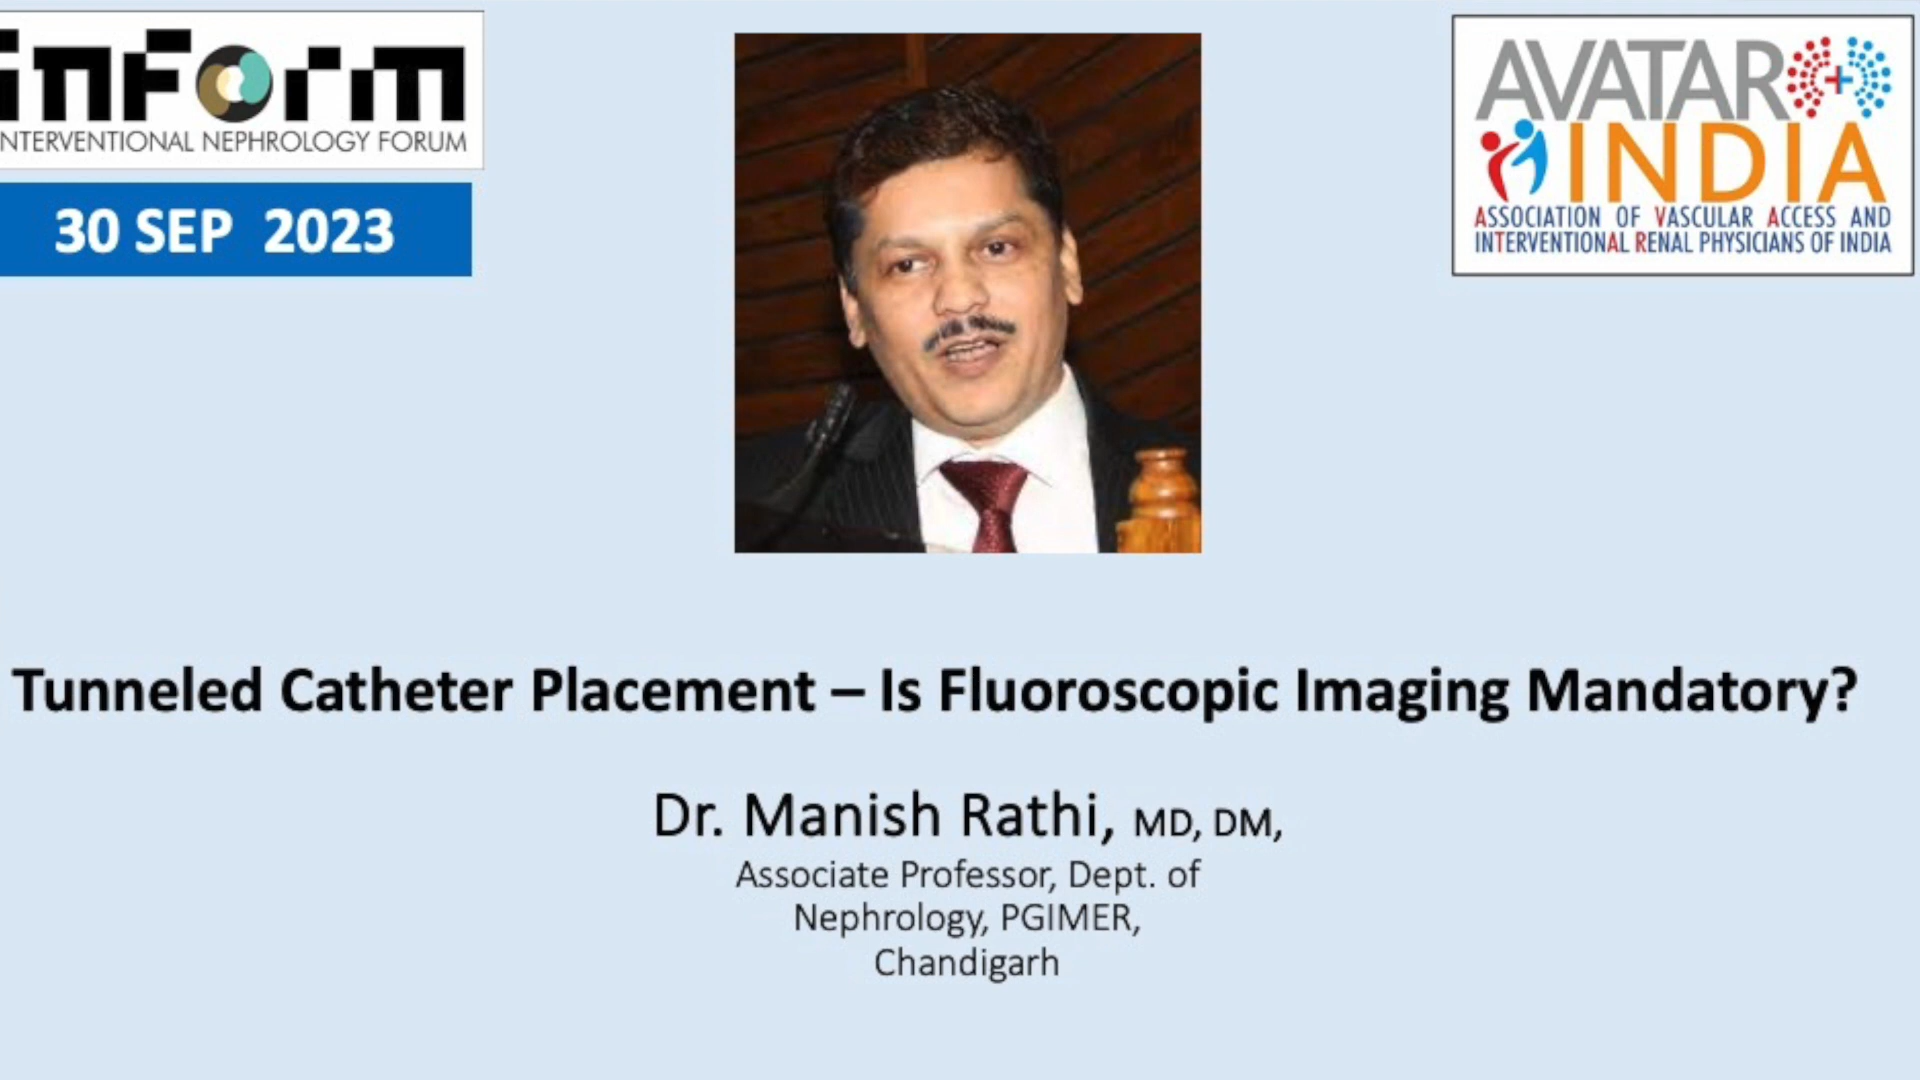 inForm
NTERVENTIONAL NEPHROLOGY FORUM
30 SEP 2023
AVATAR
INDIA
ASSOCIATION OF VASCULAR ACCESS AND
INTERVENTIONAL RENAL PHYSICIANS OF INDIA
Tunneled Catheter Placement – Is Fluoroscopic Imaging Mandatory?
Dr. Manish Rathi, MD, DM,
Associate Professor, Dept. of
Nephrology, PGIMER,
Chandigarh